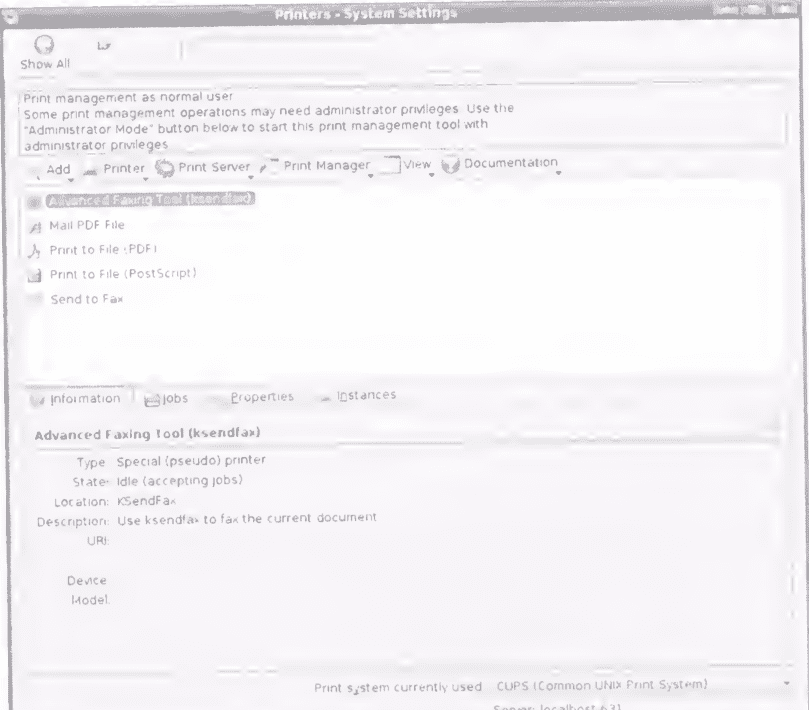 Printers - System Settings
Show All
Print management as normal user
Some print management operations may need administrator privileges. Use the
"Administrator Mode" button below to start this print management tool with
administrator privileges
Add Printer Print Server Print Manager View Documentation
Advanced Faxing Tool (ksendfax)
Mail PDF File
Print to File (PDF)
Print to File (PostScript)
Send to Fax
Information Jobs Properties Instances
Advanced Faxing Tool (ksendfax)
Type Special (pseudo) printer
State: Idle (accepting jobs)
Location: KSendFax
Description: Use ksendfax to fax the current document
URI:
Device
Model:
Print system currently used CUPS (Common UNIX Print System)
Server: localhost:631